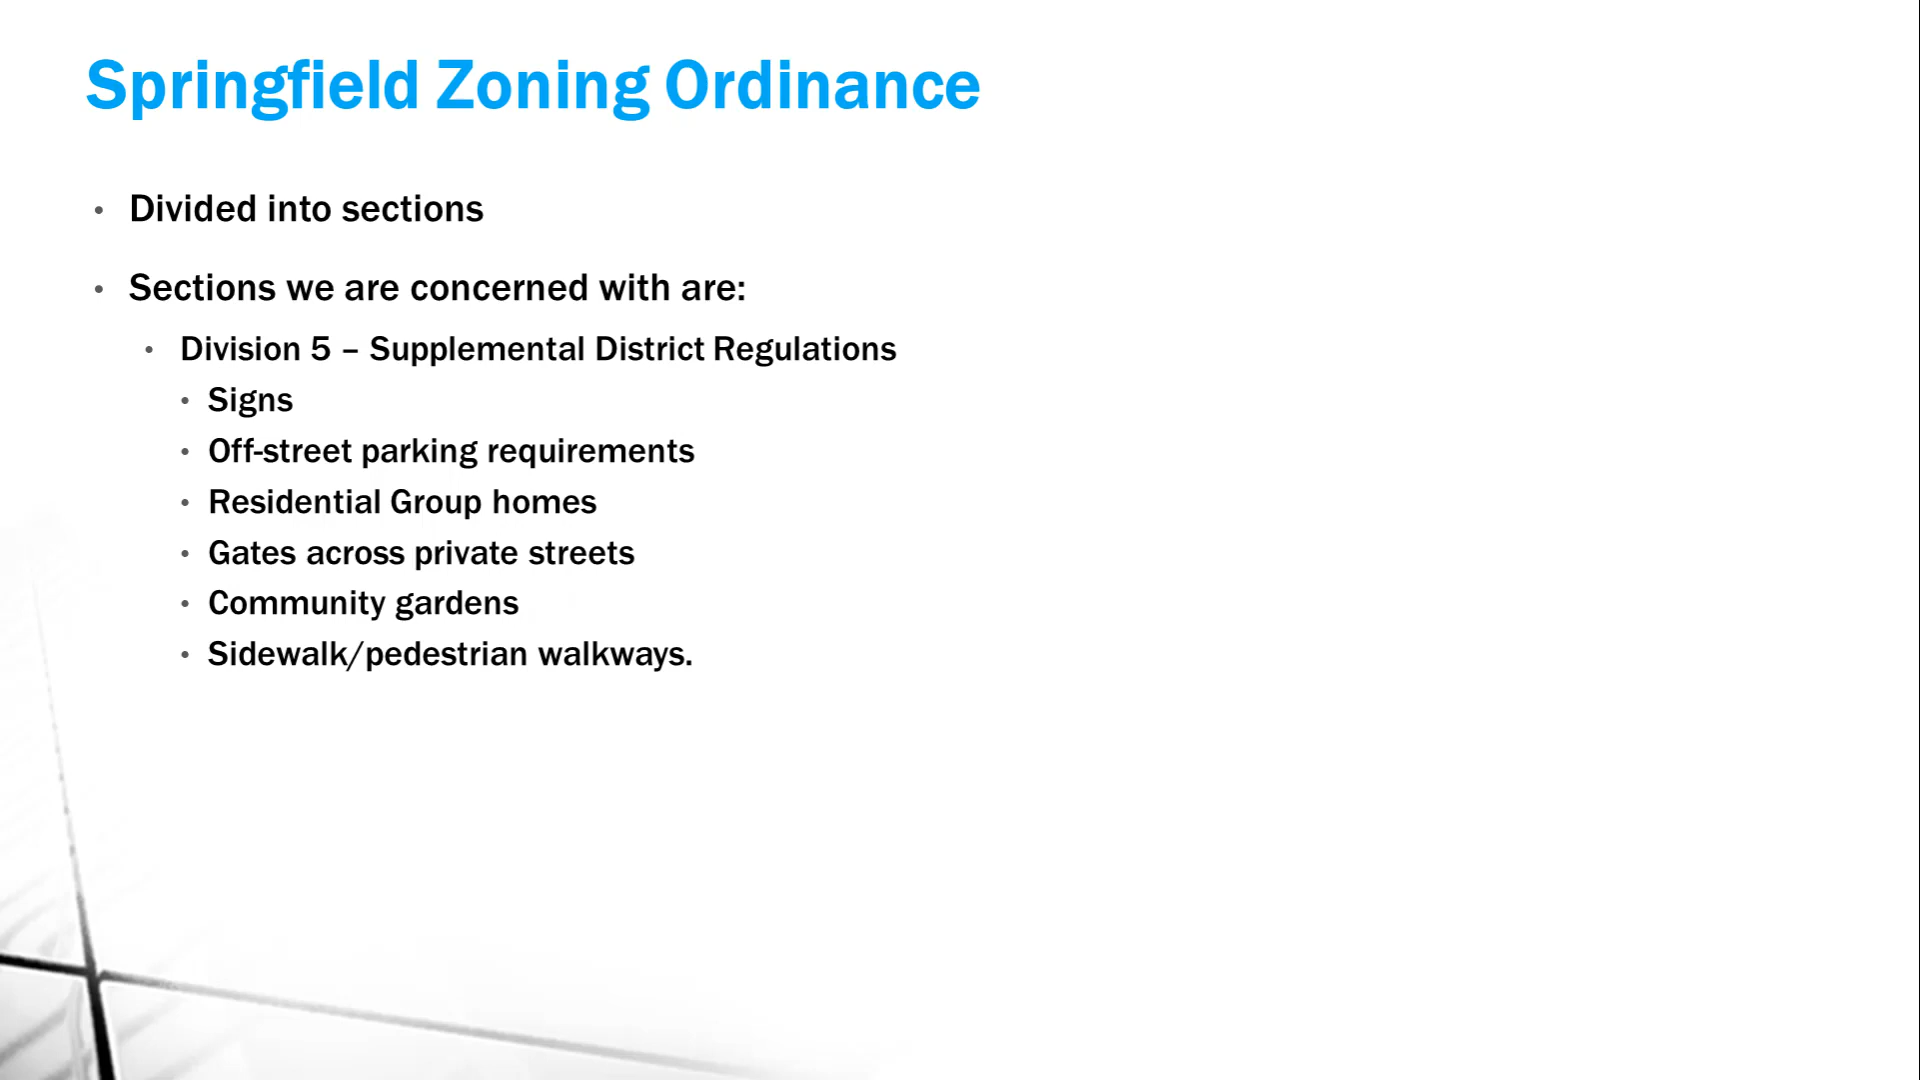 Springfield Zoning Ordinance
• Divided into sections
• Sections we are concerned with are:
• Division 5 – Supplemental District Regulations
• Signs
• Off-street parking requirements
• Residential Group homes
• Gates across private streets
• Community gardens
• Sidewalk/pedestrian walkways.